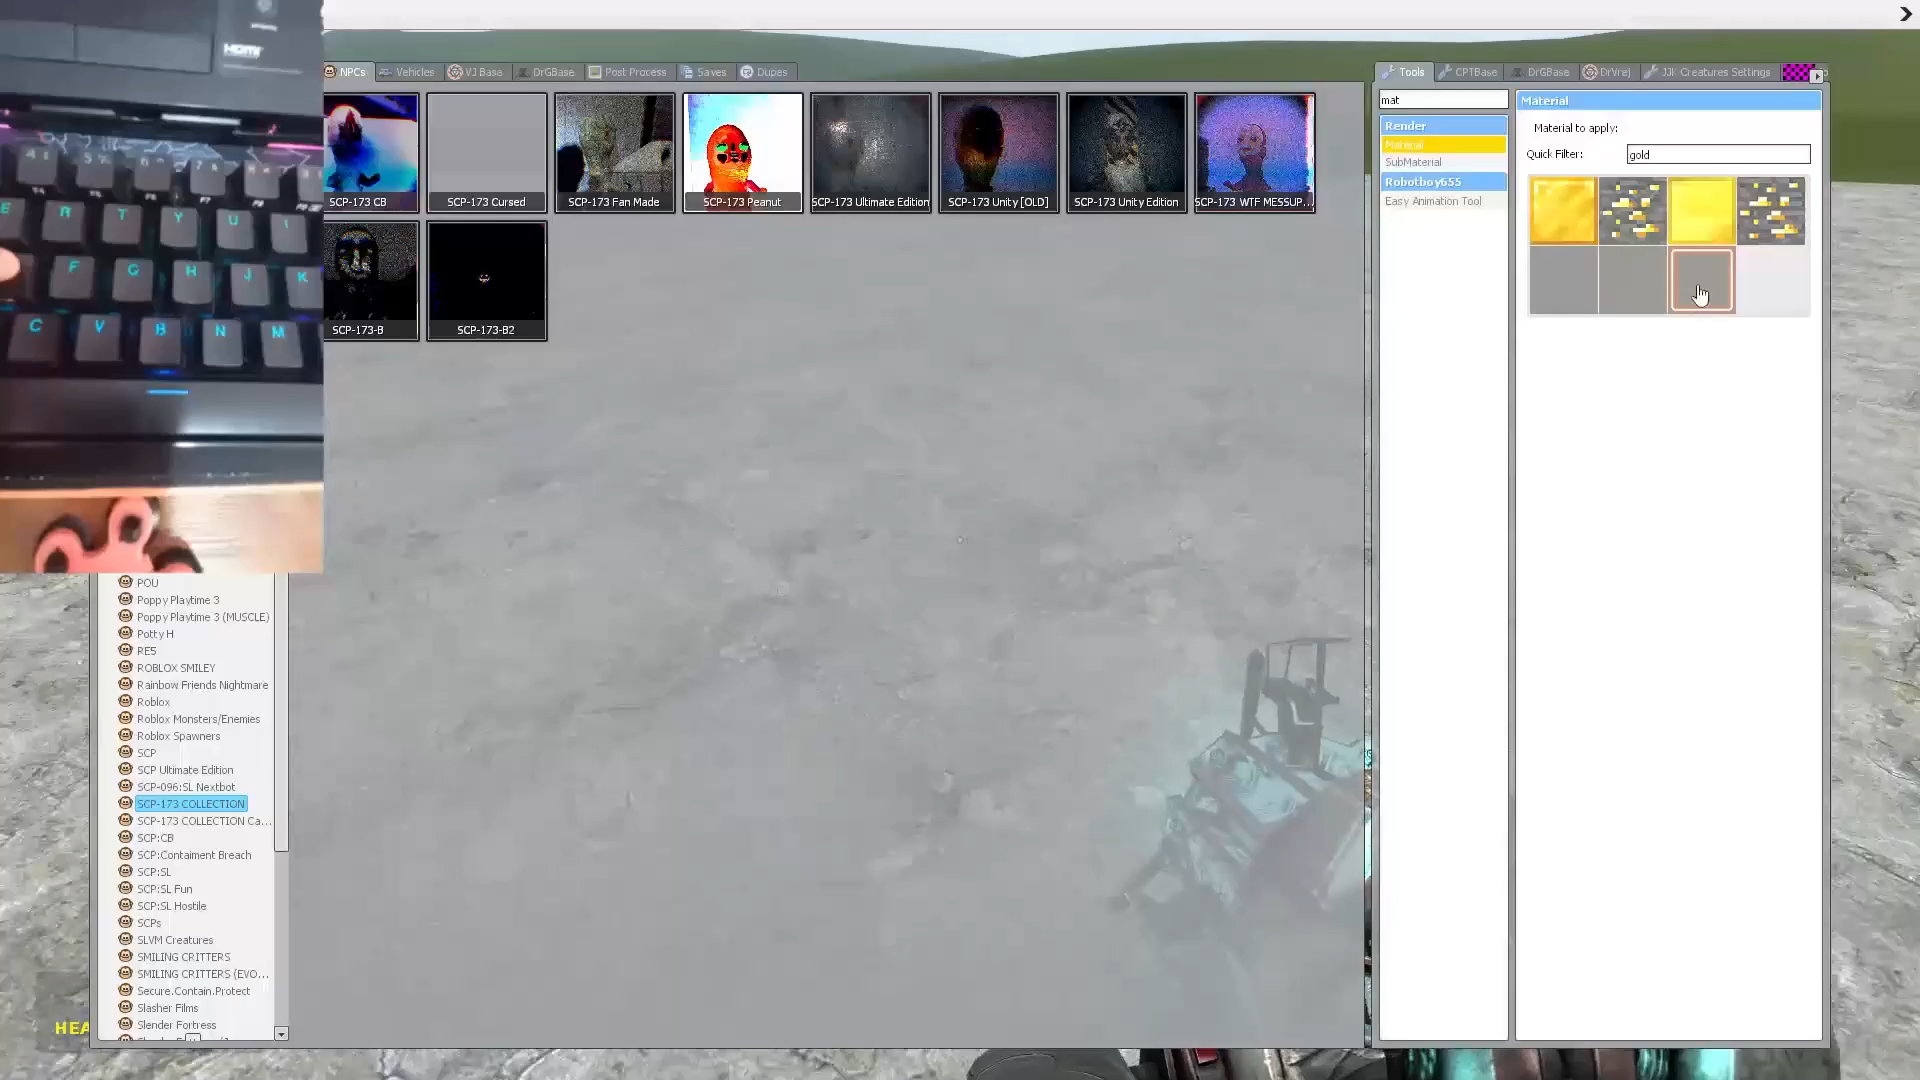 HDMI
NPCs
Vehicles
VJ Base
DrGBase
Post Process
Saves
Dupes
Tools
CPTBase
DrGBase
DrVrej
JJK Creatures Settings
mat
Render
Material
SubMaterial
Robotboy655
Easy Animation Tool
Material
Material to apply:
Quick Filter:
gold
SCP-173 CB
SCP-173 Cursed
SCP-173 Fan Made
SCP-173 Peanut
SCP-173 Ultimate Edition
SCP-173 Unity [OLD]
SCP-173 Unity Edition
SCP-173 WTF MESSUP...
SCP-173-B
SCP-173-B2
E R T Y U I
F G H J K
C V B N M
POU
Poppy Playtime 3
Poppy Playtime 3 (MUSCLE)
Potty H
RE5
ROBLOX SMILEY
Rainbow Friends Nightmare
Roblox
Roblox Monsters/Enemies
Roblox Spawners
SCP
SCP Ultimate Edition
SCP-096:SL Nextbot
SCP-173 COLLECTION
SCP-173 COLLECTION Ca...
SCP:CB
SCP:Contaiment Breach
SCP:SL
SCP:SL Fun
SCP:SL Hostile
SCPs
SLVM Creatures
SMILING CRITTERS
SMILING CRITTERS (EVO...
Secure.Contain.Protect
Slasher Films
Slender Fortress
HEA